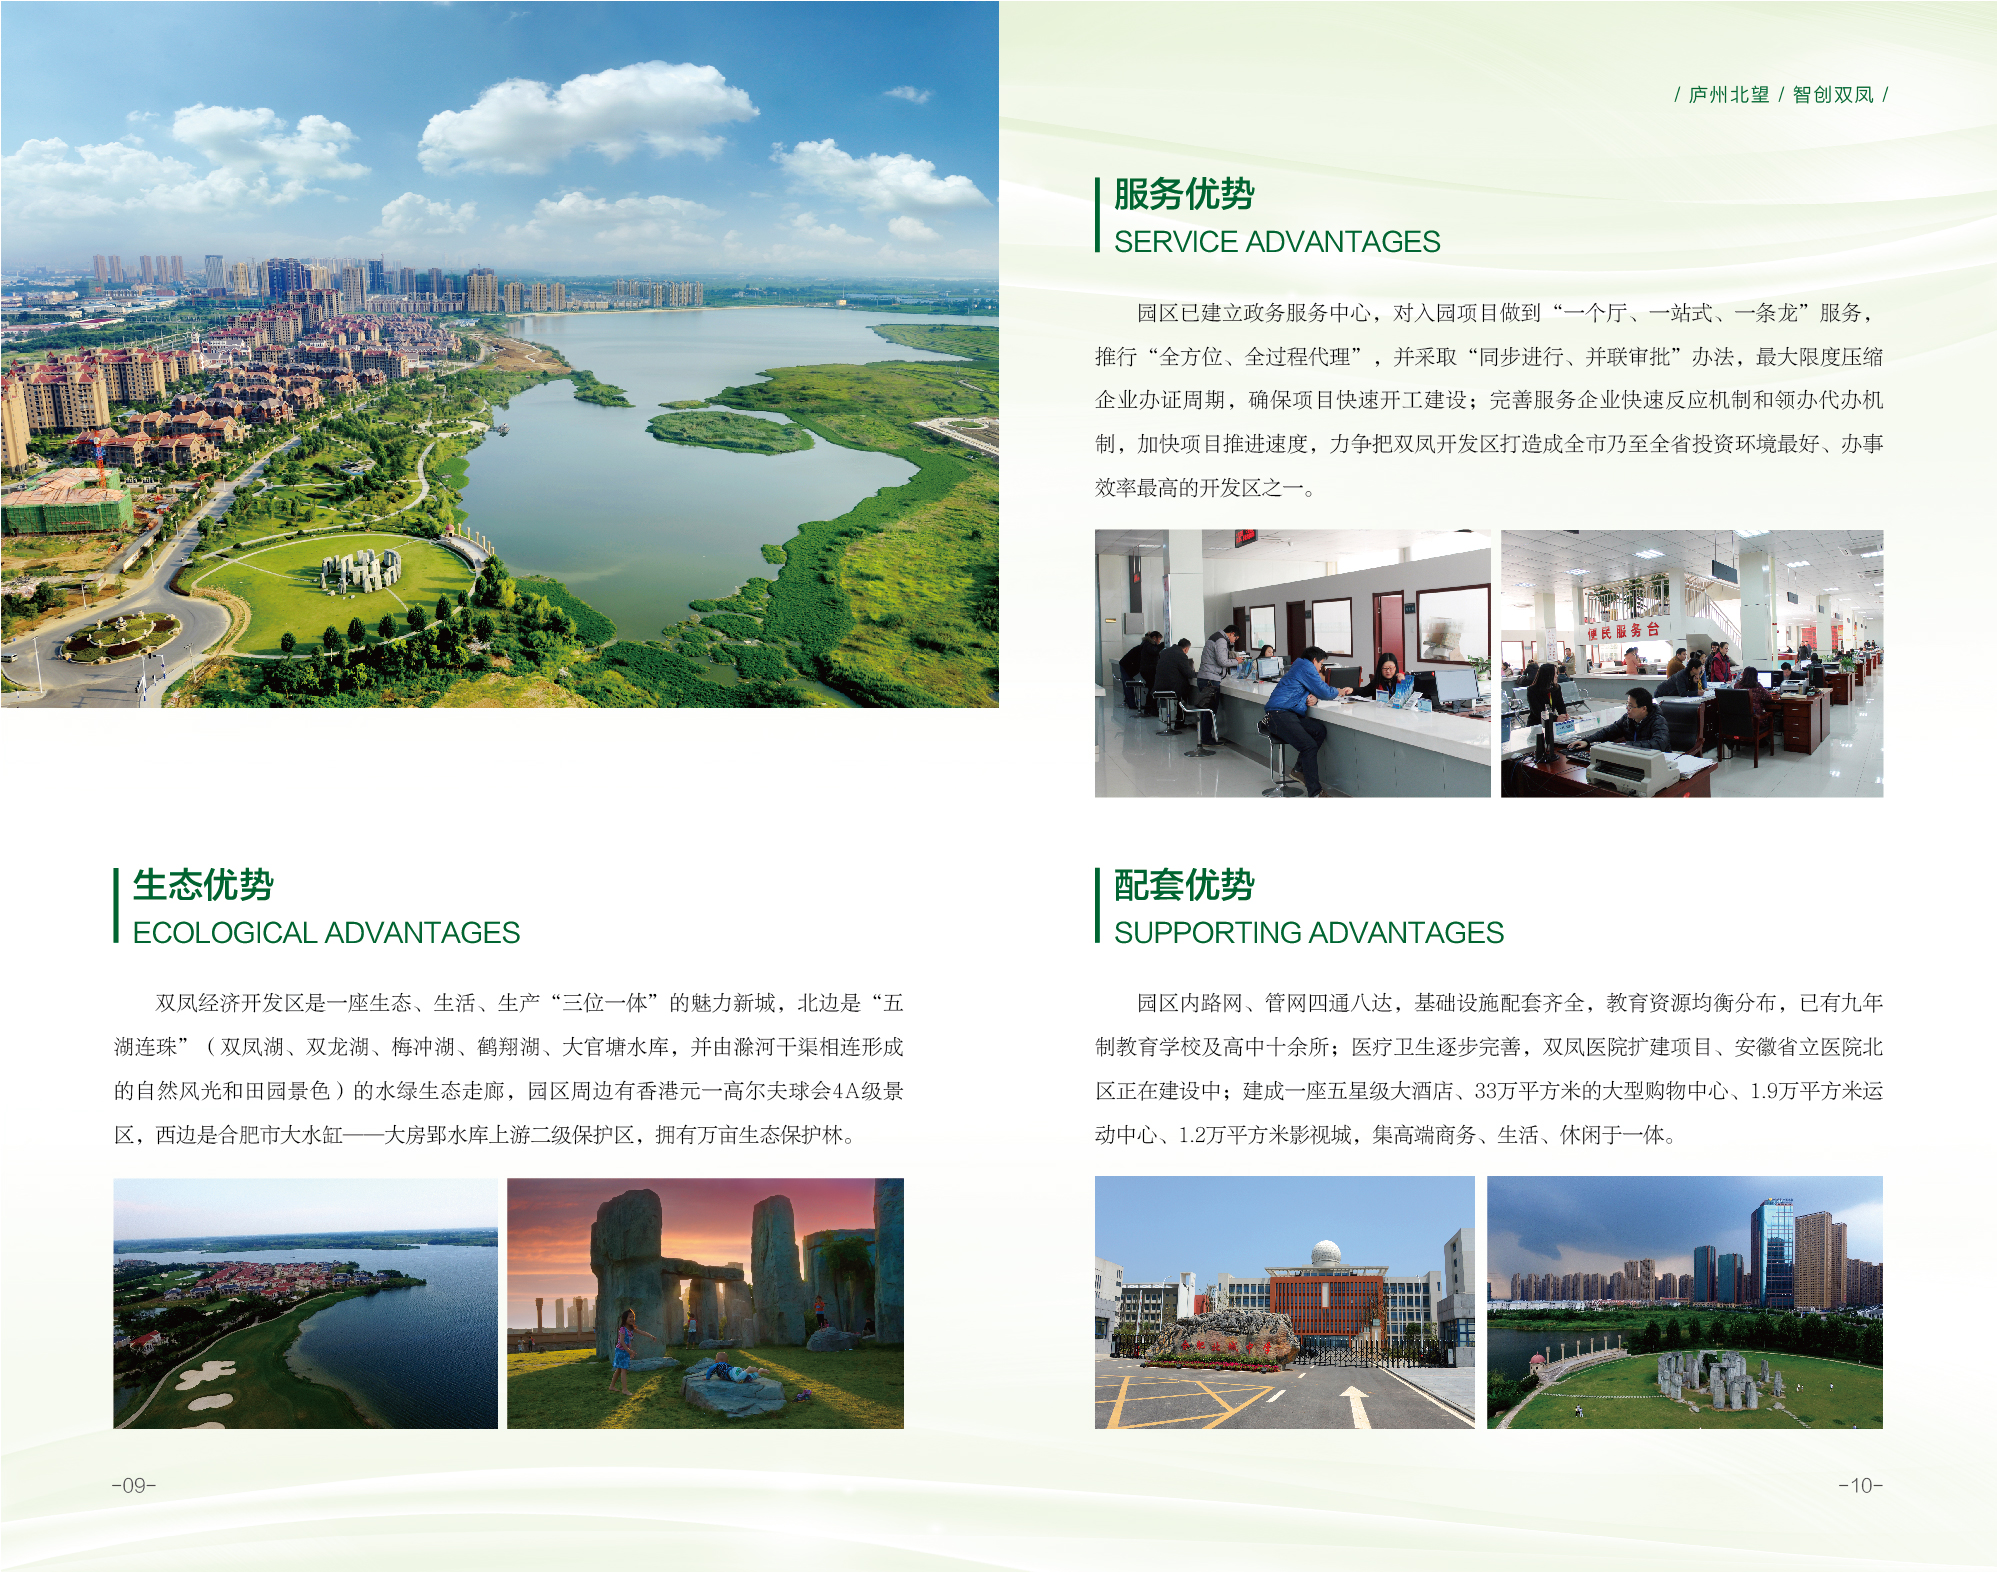 / 庐州北望 / 智创双凤 /
生态优势
ECOLOGICAL ADVANTAGES
双凤经济开发区是一座生态、生活、生产“三位一体”的魅力新城，北边是“五
湖连珠”（双凤湖、双龙湖、梅冲湖、鹤翔湖、大官塘水库，并由滁河干渠相连形成
的自然风光和田园景色）的水绿生态走廊，园区周边有香港元一高尔夫球会4A级景
区，西边是合肥市大水缸——大房郢水库上游二级保护区，拥有万亩生态保护林。
-09-
服务优势
SERVICE ADVANTAGES
园区已建立政务服务中心，对入园项目做到“一个厅、一站式、一条龙”服务，
推行“全方位、全过程代理”，并采取“同步进行、并联审批”办法，最大限度压缩
企业办证周期，确保项目快速开工建设；完善服务企业快速反应机制和领办代办机
制，加快项目推进速度，力争把双凤开发区打造成全市乃至全省投资环境最好、办事
效率最高的开发区之一。
便民服务台
配套优势
SUPPORTING ADVANTAGES
园区内路网、管网四通八达，基础设施配套齐全，教育资源均衡分布，已有九年
制教育学校及高中十余所；医疗卫生逐步完善，双凤医院扩建项目、安徽省立医院北
区正在建设中；建成一座五星级大酒店、33万平方米的大型购物中心、1.9万平方米运
动中心、1.2万平方米影视城，集高端商务、生活、休闲于一体。
-10-